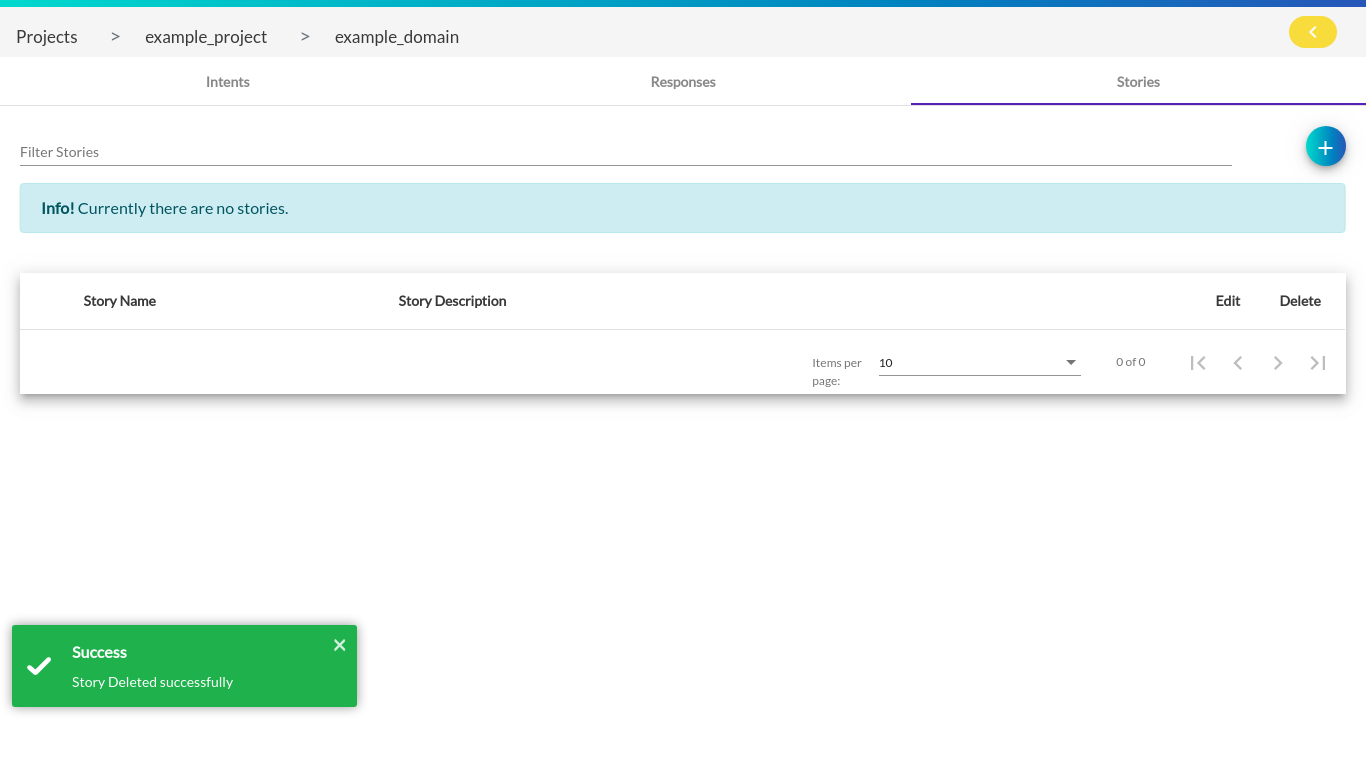 Projects > example_project > example_domain
Intents Responses Stories
Filter Stories
Info! Currently there are no stories.
Story Name Story Description Edit Delete
Items per page: 10 0 of 0
Success
Story Deleted successfully